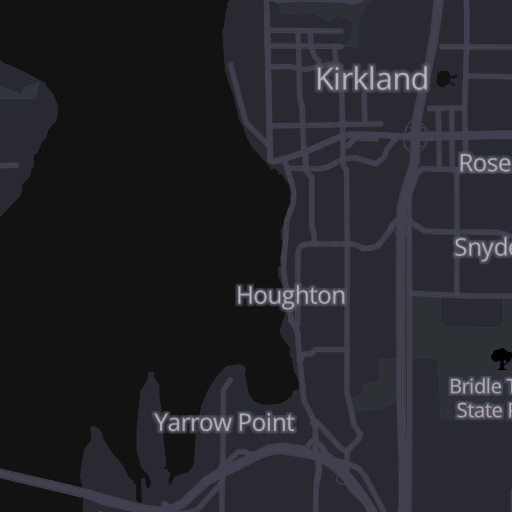 Kirkland
Rose
Snyde
Houghton
Bridle T
State P
Yarrow Point